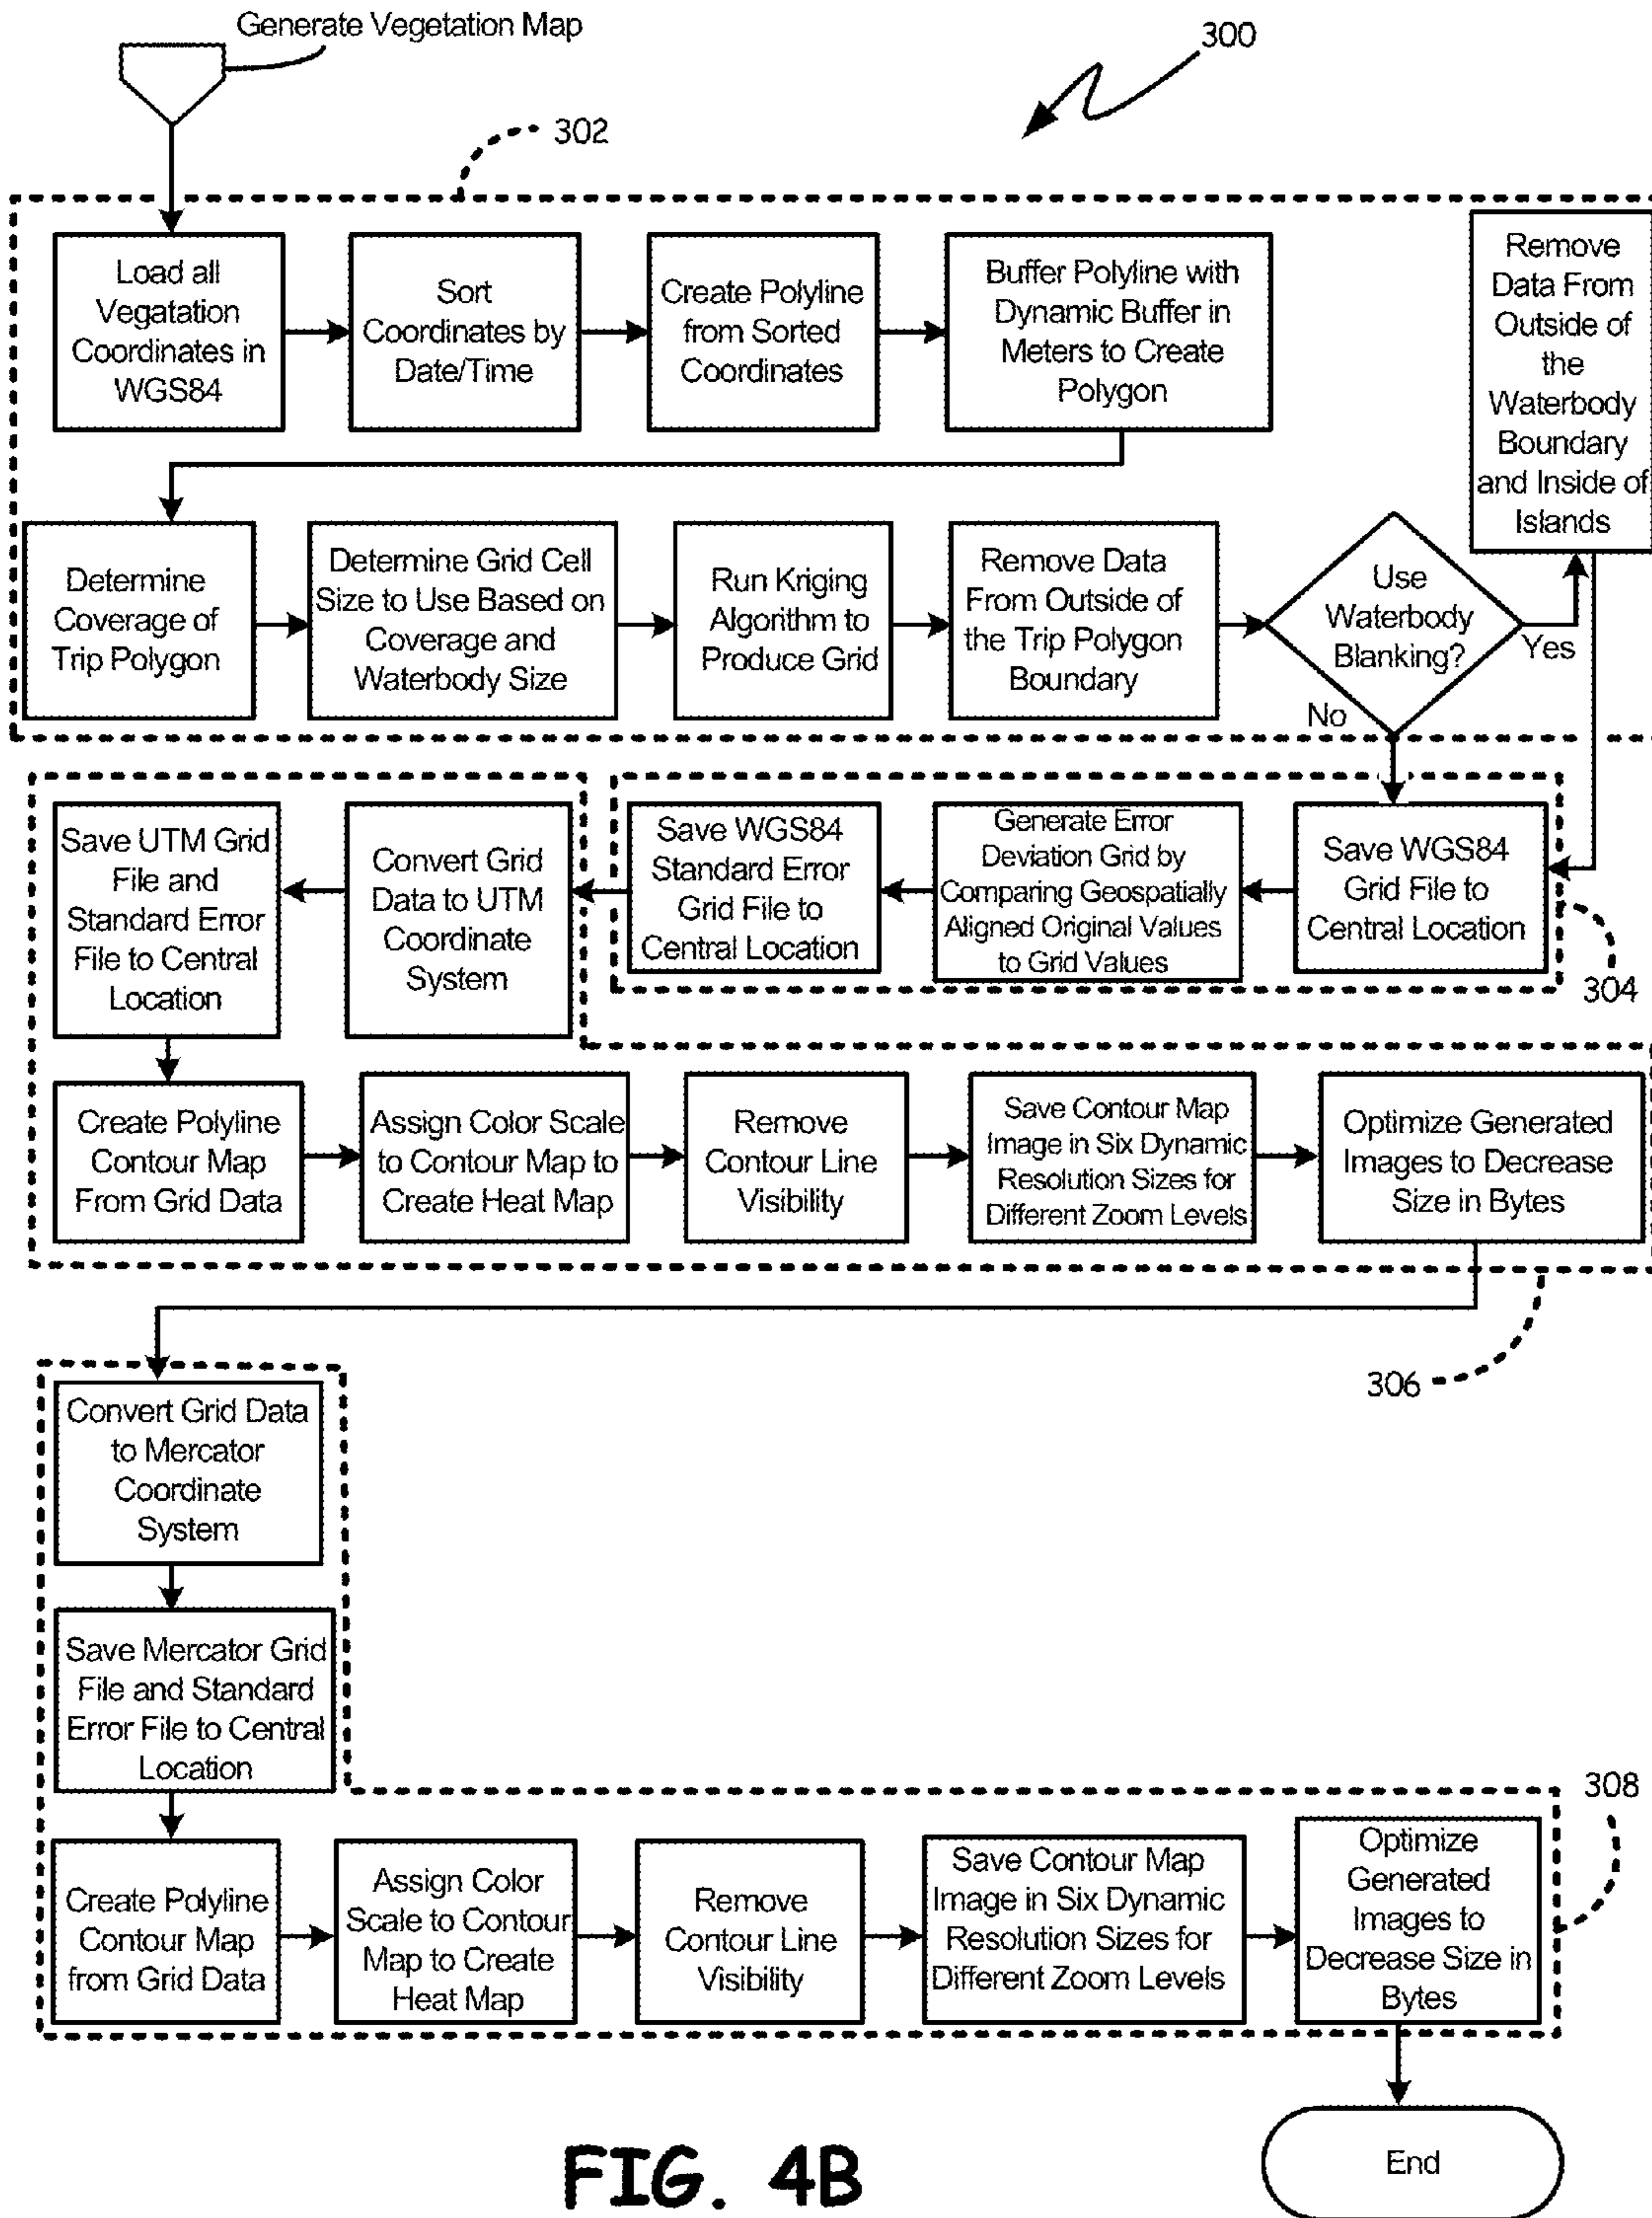 Generate Vegetation Map
300
302
Load all
Vegatation
Coordinates in
WGS84
Sort
Coordinates by
Date/Time
Create Polyline
from Sorted
Coordinates
Buffer Polyline with
Dynamic Buffer in
Meters to Create
Polygon
Remove
Data From
Outside of
the
Waterbody
Boundary
and Inside of
Islands
Determine
Coverage of
Trip Polygon
Determine Grid Cell
Size to Use Based on
Coverage and
Waterbody Size
Run Kriging
Algorithm to
Produce Grid
Remove Data
From Outside of
the Trip Polygon
Boundary
Use
Waterbody
Blanking?
Yes
No
Save WGS84
Grid File to
Central Location
Generate Error
Deviation Grid by
Comparing Geospatially
Aligned Original Values
to Grid Values
Save WGS84
Standard Error
Grid File to
Central Location
304
Convert Grid
Data to UTM
Coordinate
System
Save UTM Grid
File and
Standard Error
File to Central
Location
Create Polyline
Contour Map
From Grid Data
Assign Color Scale
to Contour Map to
Create Heat Map
Remove
Contour Line
Visibility
Save Contour Map
Image in Six Dynamic
Resolution Sizes for
Different Zoom Levels
Optimize Generated
Images to Decrease
Size in Bytes
306
Convert Grid Data
to Mercator
Coordinate
System
Save Mercator Grid
File and Standard
Error File to Central
Location
Create Polyline
Contour Map
from Grid Data
Assign Color
Scale to Contour
Map to Create
Heat Map
Remove
Contour Line
Visibility
Save Contour Map
Image in Six Dynamic
Resolution Sizes for
Different Zoom Levels
Optimize
Generated
Images to
Decrease Size in
Bytes
308
End
FIG. 4B